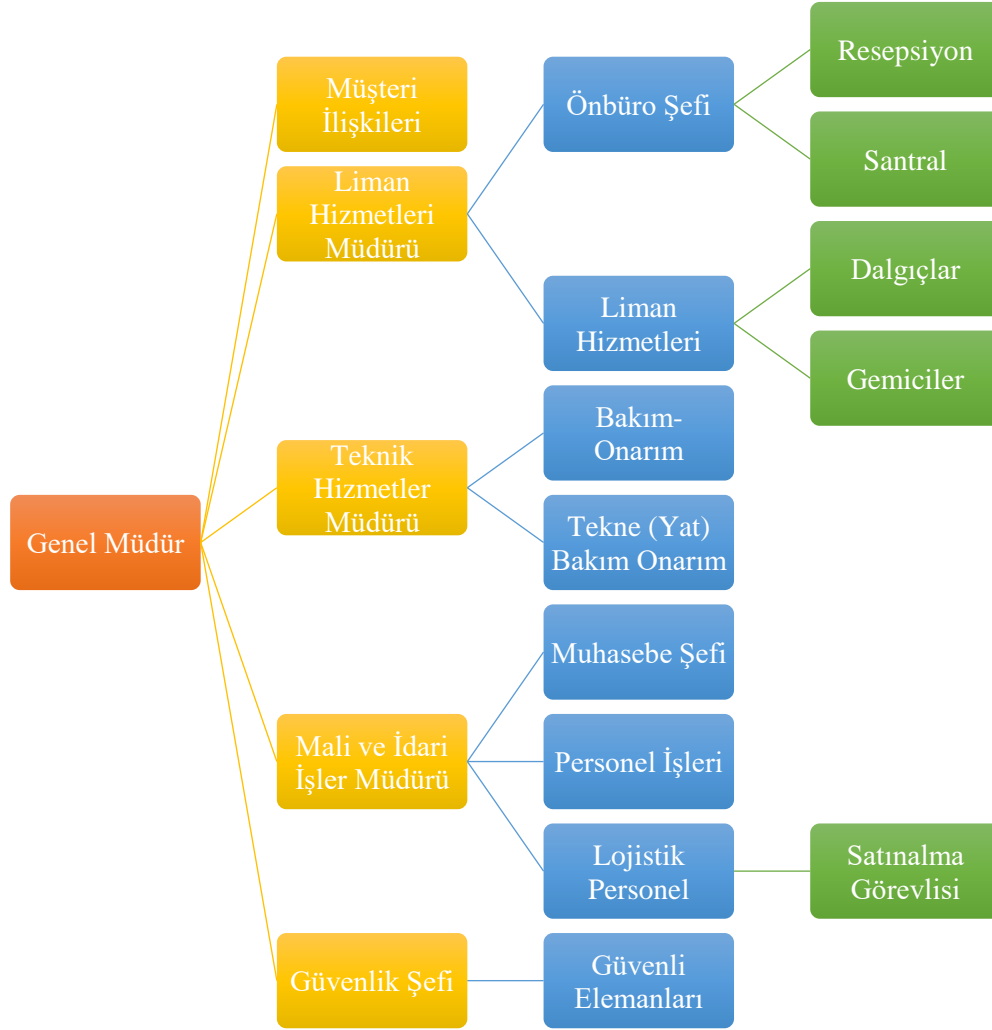 Genel Müdür
Müşteri
İlişkileri
Liman
Hizmetleri
Müdürü
Önbüro Şefi
Resepsiyon
Santral
Liman
Hizmetleri
Dalgıçlar
Gemiciler
Teknik
Hizmetler
Müdürü
Bakım-
Onarım
Tekne (Yat)
Bakım Onarım
Mali ve İdari
İşler Müdürü
Muhasebe Şefi
Personel İşleri
Lojistik
Personel
Satınalma
Görevlisi
Güvenlik Şefi
Güvenli
Elemanları